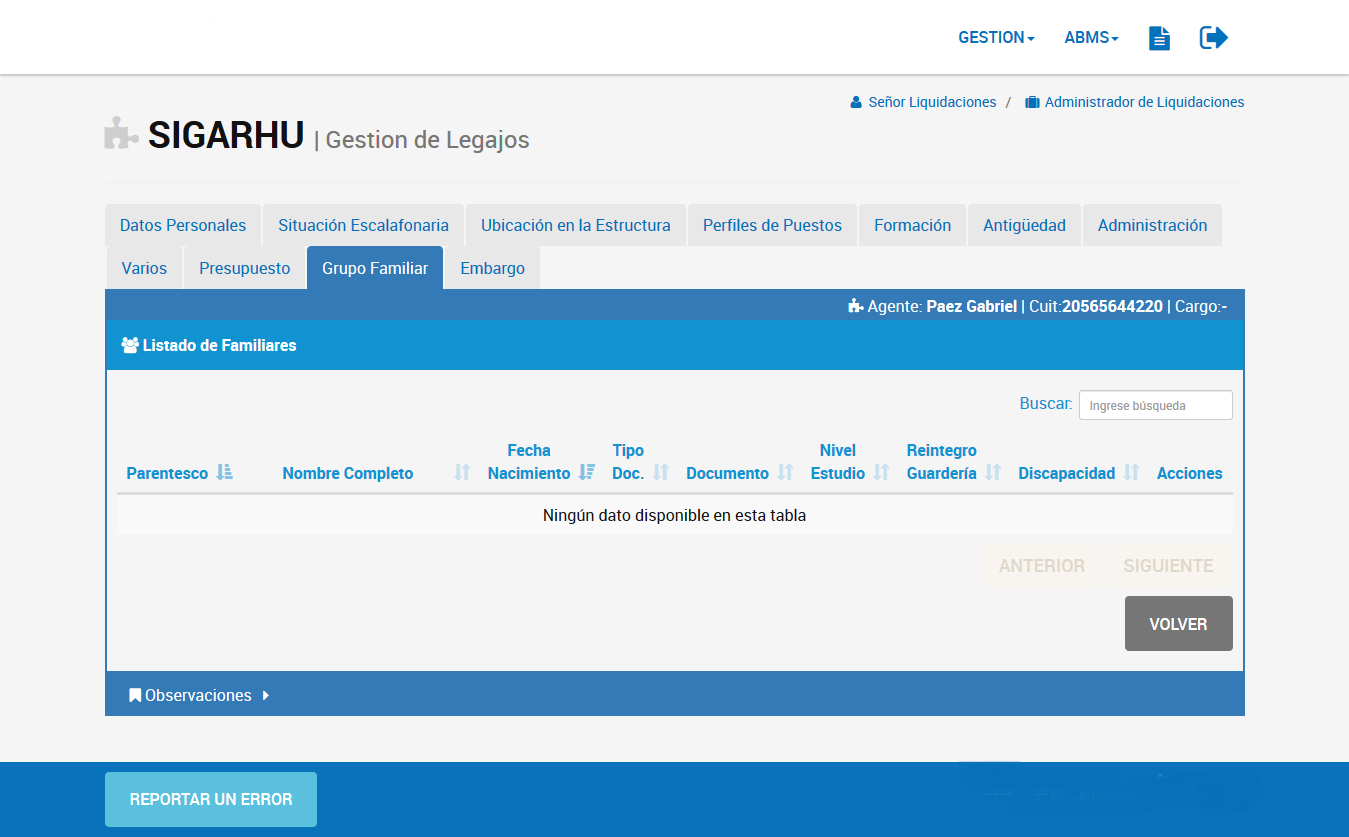 GESTION ABMS
Señor Liquidaciones / Administrador de Liquidaciones
SIGARHU | Gestion de Legajos
Datos Personales Situación Escalafonaria Ubicación en la Estructura Perfiles de Puestos Formación Antigüedad Administración
Varios Presupuesto Grupo Familiar Embargo
Agente: Paez Gabriel | Cuit:20565644220 | Cargo:-
Listado de Familiares
Buscar: Ingrese búsqueda
Parentesco Nombre Completo Fecha Nacimiento Tipo Doc. Documento Nivel Estudio Reintegro Guardería Discapacidad Acciones
Ningún dato disponible en esta tabla
ANTERIOR SIGUIENTE
VOLVER
Observaciones
REPORTAR UN ERROR